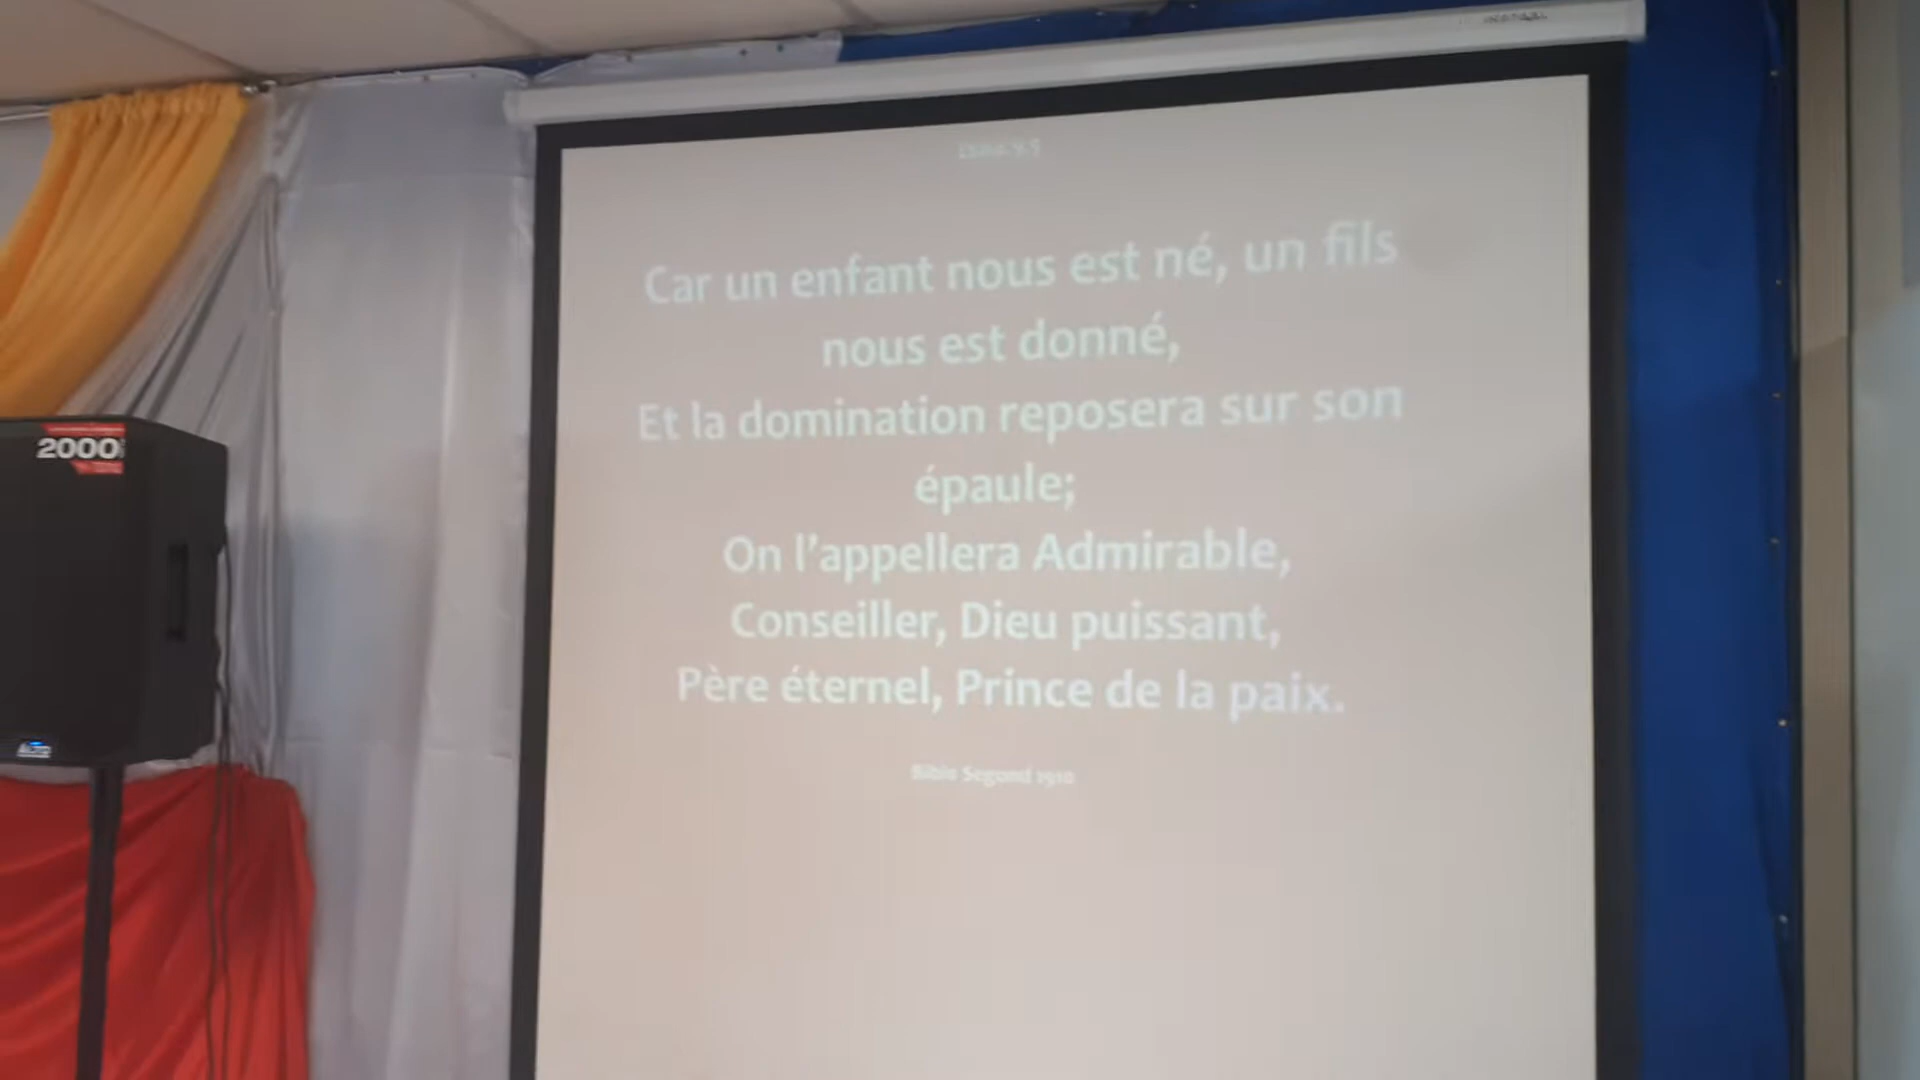 Car un enfant nous est né, un fils
nous est donné,
Et la domination reposera sur son
épaule;
On l’appellera Admirable,
Conseiller, Dieu puissant,
Père éternel, Prince de la paix.
Bible Segond 1910
2000